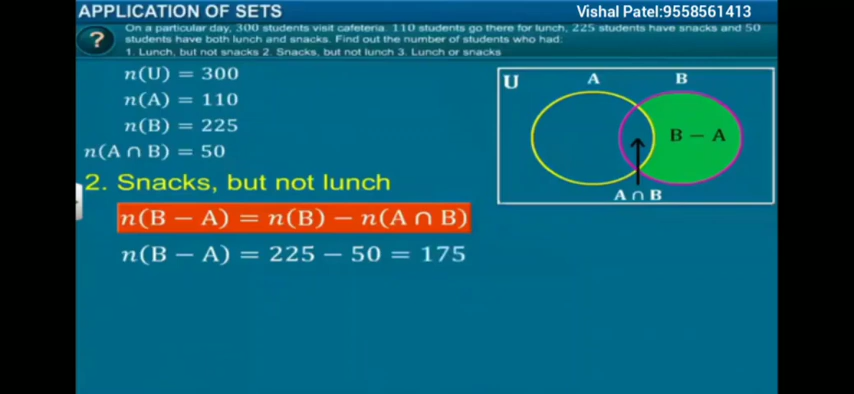 APPLICATION OF SETS
Vishal Patel:9558561413
?
On a particular day, 300 students visit cafeteria. 110 students go there for lunch, 225 students have snacks and 50
students have both lunch and snacks. Find out the number of students who had:
1. Lunch, but not snacks 2. Snacks, but not lunch 3. Lunch or snacks
n(U) = 300
n(A) = 110
n(B) = 225
n(A ∩ B) = 50
2. Snacks, but not lunch
n(B − A) = n(B) − n(A ∩ B)
n(B − A) = 225 − 50 = 175
U
A
B
B − A
A ∩ B